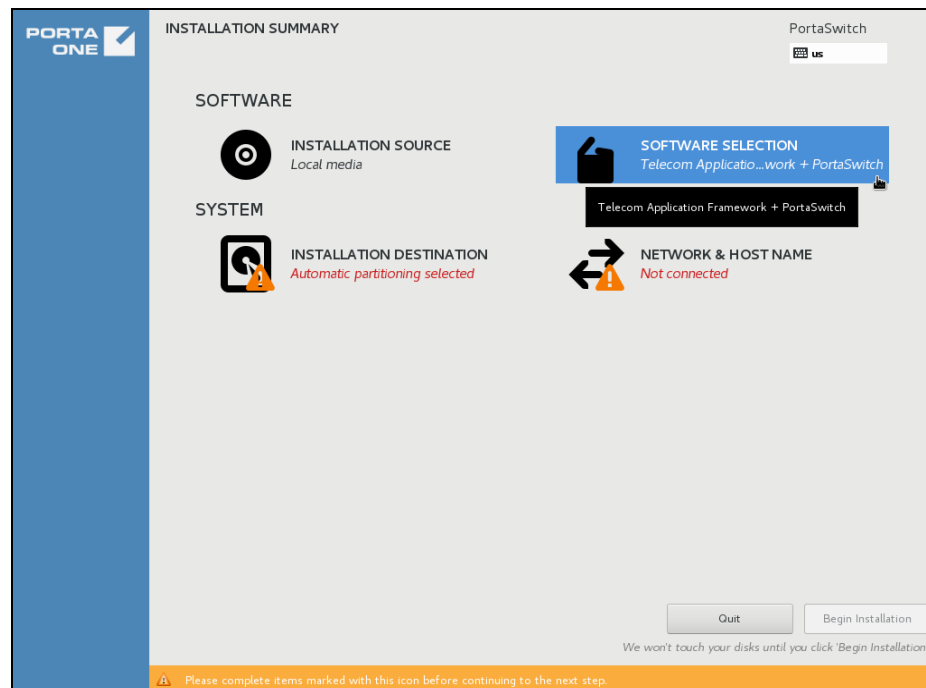 PORTA
ONE
INSTALLATION SUMMARY
PortaSwitch
us
SOFTWARE
INSTALLATION SOURCE
Local media
SOFTWARE SELECTION
Telecom Applicatio...work + PortaSwitch
Telecom Application Framework + PortaSwitch
SYSTEM
INSTALLATION DESTINATION
Automatic partitioning selected
NETWORK & HOST NAME
Not connected
Quit
Begin Installation
We won't touch your disks until you click 'Begin Installation
Please complete items marked with this icon before continuing to the next step.